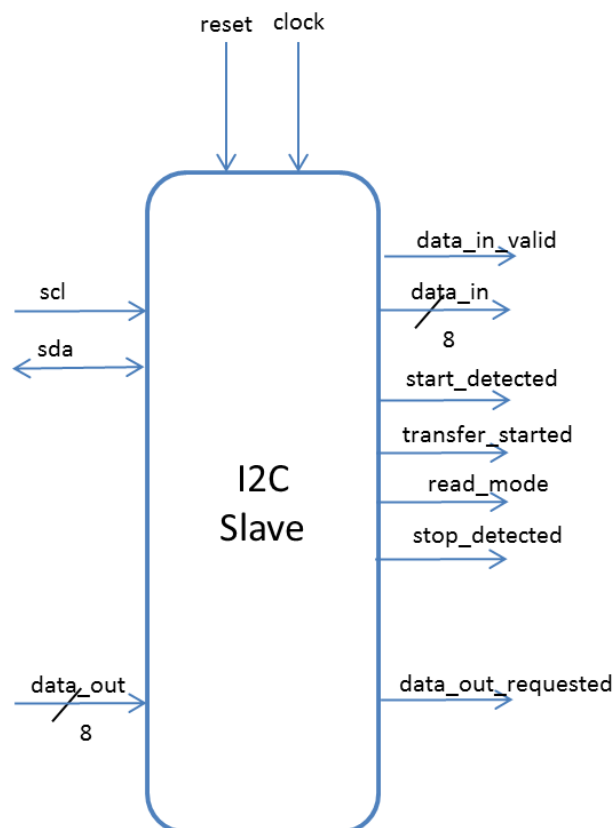 reset
clock
data_in_valid
scl
data_in
8
sda
start_detected
transfer_started
I2C
Slave
read_mode
stop_detected
data_out
8
data_out_requested